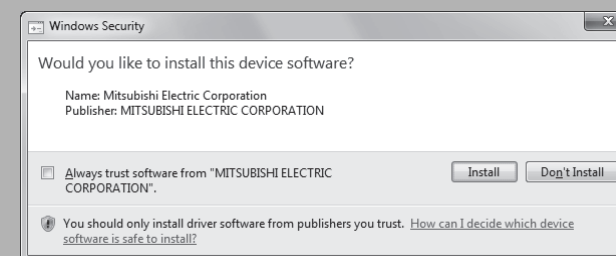 Windows Security
Would you like to install this device software?
Name: Mitsubishi Electric Corporation
Publisher: MITSUBISHI ELECTRIC CORPORATION
Always trust software from "MITSUBISHI ELECTRIC
CORPORATION".
Install
Don't Install
You should only install driver software from publishers you trust. How can I decide which device
software is safe to install?